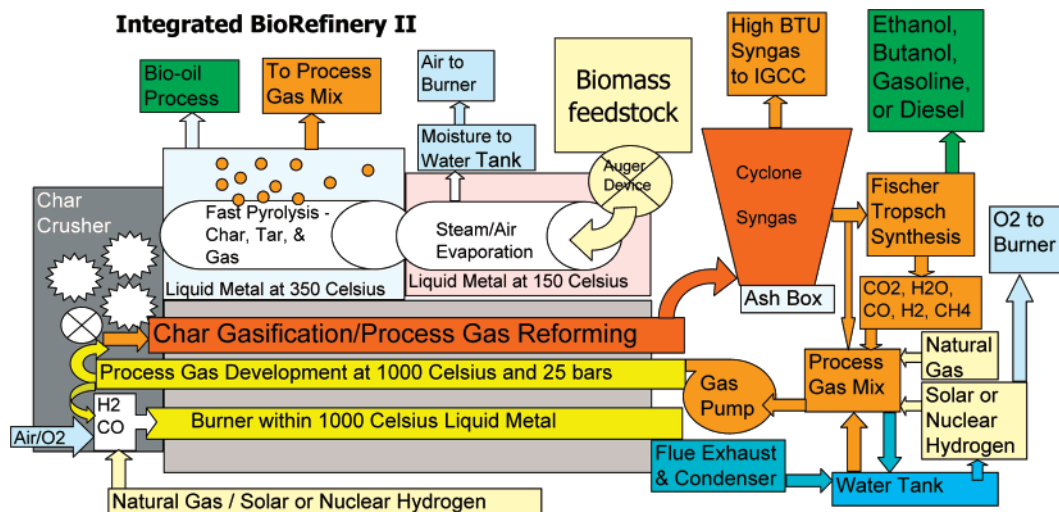 Integrated BioRefinery II
Bio-oil
Process
To Process
Gas Mix
Air to
Burner
Moisture to
Water Tank
Biomass
feedstock
Auger
Device
High BTU
Syngas
to IGCC
Ethanol,
Butanol,
Gasoline,
or Diesel
Char
Crusher
Fast Pyrolysis -
Char, Tar, &
Gas
Liquid Metal at 350 Celsius
Steam/Air
Evaporation
Liquid Metal at 150 Celsius
Cyclone
Syngas
Ash Box
Fischer
Tropsch
Synthesis
O2 to
Burner
CO2, H2O,
CO, H2, CH4
Char Gasification/Process Gas Reforming
Process Gas Development at 1000 Celsius and 25 bars
Gas
Pump
Process
Gas Mix
Natural
Gas
Solar or
Nuclear
Hydrogen
H2
CO
Air/O2
Burner within 1000 Celsius Liquid Metal
Flue Exhaust
& Condenser
Water Tank
Natural Gas / Solar or Nuclear Hydrogen